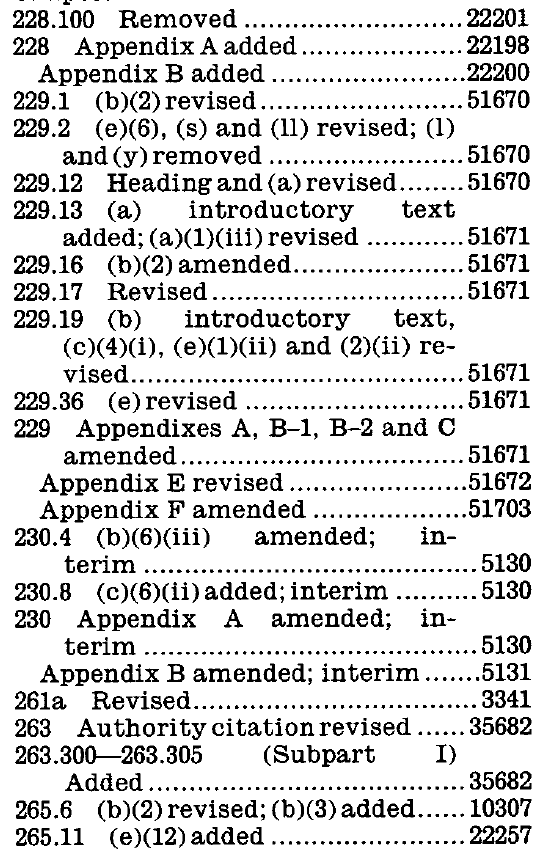 228.100 Removed ............................22201
228 Appendix A added .........................22198
Appendix B added ........................22200
229.1 (b)(2) revised..........................51670
229.2 (e)(6), (s) and (ll) revised; (l)
and (y) removed .........................51670
229.12 Heading and (a) revised........51670
229.13 (a) introductory text
added; (a)(1)(iii) revised ............51671
229.16 (b)(2) amended......................51671
229.17 Revised................................51671
229.19 (b) introductory text,
(c)(4)(i), (e)(1)(ii) and (2)(ii) re-
vised..........................................51671
229.36 (e) revised ...........................51671
229 Appendixes A, B–1, B–2 and C
amended....................................51671
Appendix E revised ......................51672
Appendix F amended ...................51703
230.4 (b)(6)(iii) amended; in-
terim ..........................................5130
230.8 (c)(6)(ii) added; interim ..........5130
230 Appendix A amended; in-
terim ..........................................5130
Appendix B amended; interim .......5131
261a Revised....................................3341
263 Authority citation revised ......35682
263.300—263.305 (Subpart I)
Added ........................................35682
265.6 (b)(2) revised; (b)(3) added......10307
265.11 (e)(12) added ........................22257